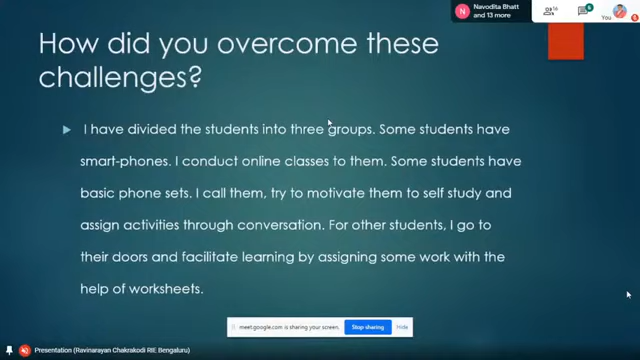 Navodita Bhatt
and 13 more
16
6
You
How did you overcome these
challenges?
I have divided the students into three groups. Some students have
smart-phones. I conduct online classes to them. Some students have
basic phone sets. I call them, try to motivate them to self study and
assign activities through conversation. For other students, I go to
their doors and facilitate learning by assigning some work with the
help of worksheets.
meet.google.com is sharing your screen.
Stop sharing
Hide
Presentation (Ravinarayan Chakrakodi RIE Bengaluru)